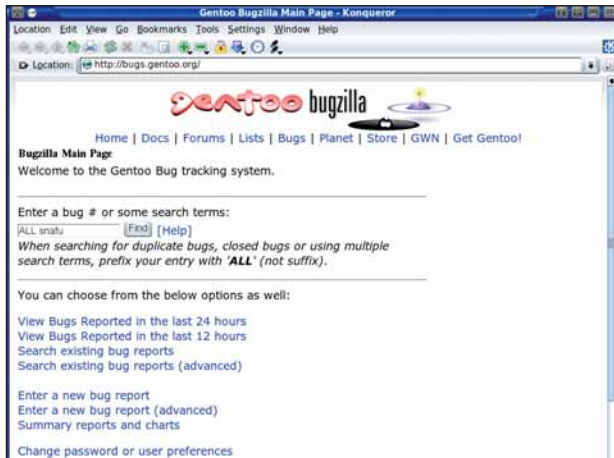 Gentoo Bugzilla Main Page - Konqueror
Location Edit View Go Bookmarks Tools Settings Window Help
Location: http://bugs.gentoo.org/
gentoo bugzilla
Home | Docs | Forums | Lists | Bugs | Planet | Store | GWN | Get Gentoo!
Bugzilla Main Page
Welcome to the Gentoo Bug tracking system.
Enter a bug # or some search terms:
ALL snafu Find [Help]
When searching for duplicate bugs, closed bugs or using multiple
search terms, prefix your entry with 'ALL' (not suffix).
You can choose from the below options as well:
View Bugs Reported in the last 24 hours
View Bugs Reported in the last 12 hours
Search existing bug reports
Search existing bug reports (advanced)
Enter a new bug report
Enter a new bug report (advanced)
Summary reports and charts
Change password or user preferences